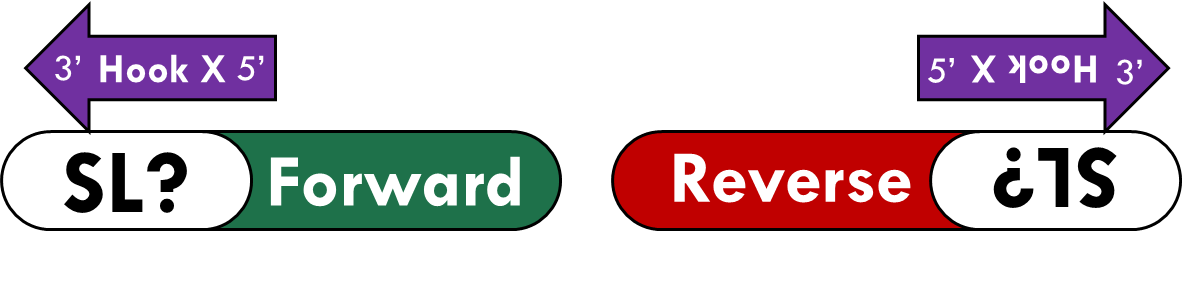 3’ Hook X 5’
5’ Hook X 3’
SL? Forward
Reverse SL?